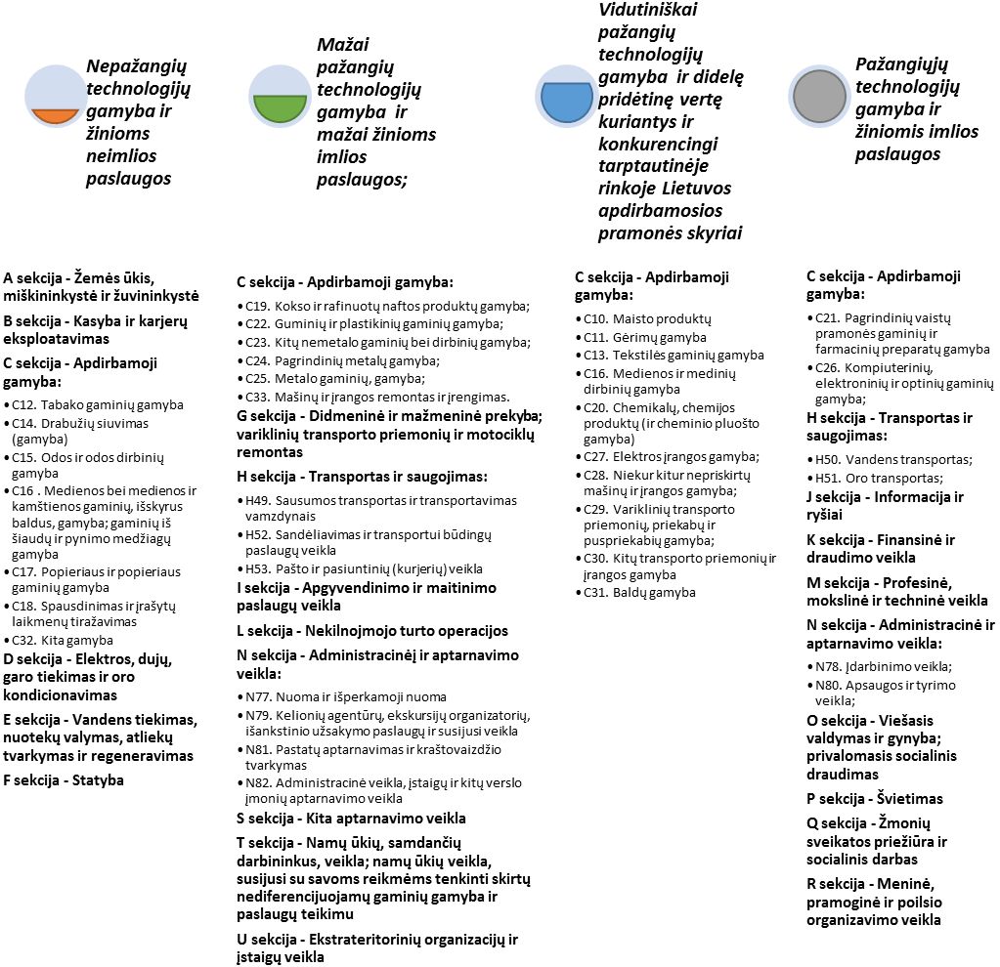 Nepažangių
technologijų
gamyba ir
žinioms
neimlios
paslaugos
Mažai
pažangių
technologijų
gamyba ir
mažai žinioms
imlios
paslaugos;
Vidutiniškai
pažangių
technologijų
gamyba ir didelę
pridėtinę vertę
kuriantys ir
konkurencingi
tarptautinėje
rinkoje Lietuvos
apdirbamosios
pramonės skyriai
Pažangiųjų
technologijų
gamyba ir
žiniomis imlios
paslaugos
A sekcija - Žemės ūkis,
miškininkystė ir žuvininkystė
B sekcija - Kasyba ir karjerų
eksploatavimas
C sekcija - Apdirbamoji
gamyba:
• C12. Tabako gaminių gamyba
• C14. Drabužių siuvimas
(gamyba)
• C15. Odos ir odos dirbinių
gamyba
• C16 . Medienos bei medienos ir
kamštienos gaminių, išskyrus
baldus, gamyba; gaminių iš
šiaudų ir pynimo medžiagų
gamyba
• C17. Popieriaus ir popieriaus
gaminių gamyba
• C18. Spausdinimas ir įrašytų
laikmenų tiražavimas
• C32. Kita gamyba
D sekcija - Elektros, dujų,
garo tiekimas ir oro
kondicionavimas
E sekcija - Vandens tiekimas,
nuotekų valymas, atliekų
tvarkymas ir regeneravimas
F sekcija - Statyba
C sekcija - Apdirbamoji gamyba:
• C19. Kokso ir rafinuotų naftos produktų gamyba;
• C22. Guminių ir plastikinių gaminių gamyba;
• C23. Kitų nemetalo gaminių bei dirbinių gamyba;
• C24. Pagrindinių metalų gamyba;
• C25. Metalo gaminių, gamyba;
• C33. Mašinų ir įrangos remontas ir įrengimas.
G sekcija - Didmeninė ir mažmeninė prekyba;
variklinių transporto priemonių ir motociklų
remontas
H sekcija - Transportas ir saugojimas:
• H49. Sausumos transportas ir transportavimas
vamzdynais
• H52. Sandėliavimas ir transportui būdingų
paslaugų veikla
• H53. Pašto ir pasiuntinių (kurjerių) veikla
I sekcija - Apgyvendinimo ir maitinimo
paslaugų veikla
L sekcija - Nekilnojmojo turto operacijos
N sekcija - Administracinėį ir aptarnavimo
veikla:
• N77. Nuoma ir išperkamoji nuoma
• N79. Kelionių agentūrų, ekskursijų organizatorių,
išankstinio užsakymo paslaugų ir susijusi veikla
• N81. Pastatų aptarnavimas ir kraštovaizdžio
tvarkymas
• N82. Administracinė veikla, įstaigų ir kitų verslo
įmonių aptarnavimo veikla
S sekcija - Kita aptarnavimo veikla
T sekcija - Namų ūkių, samdančių
darbininkus, veikla; namų ūkių veikla,
susijusi su savoms reikmėms tenkinti skirtų
nediferencijuojamų gaminių gamyba ir
paslaugų teikimu
U sekcija - Ekstrateritorinių organizacijų ir
įstaigų veikla
C sekcija - Apdirbamoji
gamyba:
• C10. Maisto produktų
• C11. Gėrimų gamyba
• C13. Tekstilės gaminių gamyba
• C16. Medienos ir medinių
dirbinių gamyba
• C20. Chemikalų, chemijos
produktų (ir cheminio pluošto
gamyba)
• C27. Elektros įrangos gamyba;
• C28. Niekur kitur nepriskirtų
mašinų ir įrangos gamyba;
• C29. Variklinių transporto
priemonių, priekabų ir
puspriekabių gamyba;
• C30. Kitų transporto priemonių ir
įrangos gamyba
• C31. Baldų gamyba
C sekcija - Apdirbamoji
gamyba:
• C21. Pagrindinių vaistų
pramonės gaminių ir
farmacinių preparatų gamyba
• C26. Kompiuterinių,
elektroninių ir optinių gaminių
gamyba;
H sekcija - Transportas ir
saugojimas:
• H50. Vandens transportas;
• H51. Oro transportas;
J sekcija - Informacija ir
ryšiai
K sekcija - Finansinė ir
draudimo veikla
M sekcija - Profesinė,
mokslinė ir techninė veikla
N sekcija - Administracinė ir
aptarnavimo veikla:
• N78. Įdarbinimo veikla;
• N80. Apsaugos ir tyrimo
veikla;
O sekcija - Viešasis
valdymas ir gynyba;
privalomasis socialinis
draudimas
P sekcija - Švietimas
Q sekcija - Žmonių
sveikatos priežiūra ir
socialinis darbas
R sekcija - Meninė,
pramoginė ir poilsio
organizavimo veikla